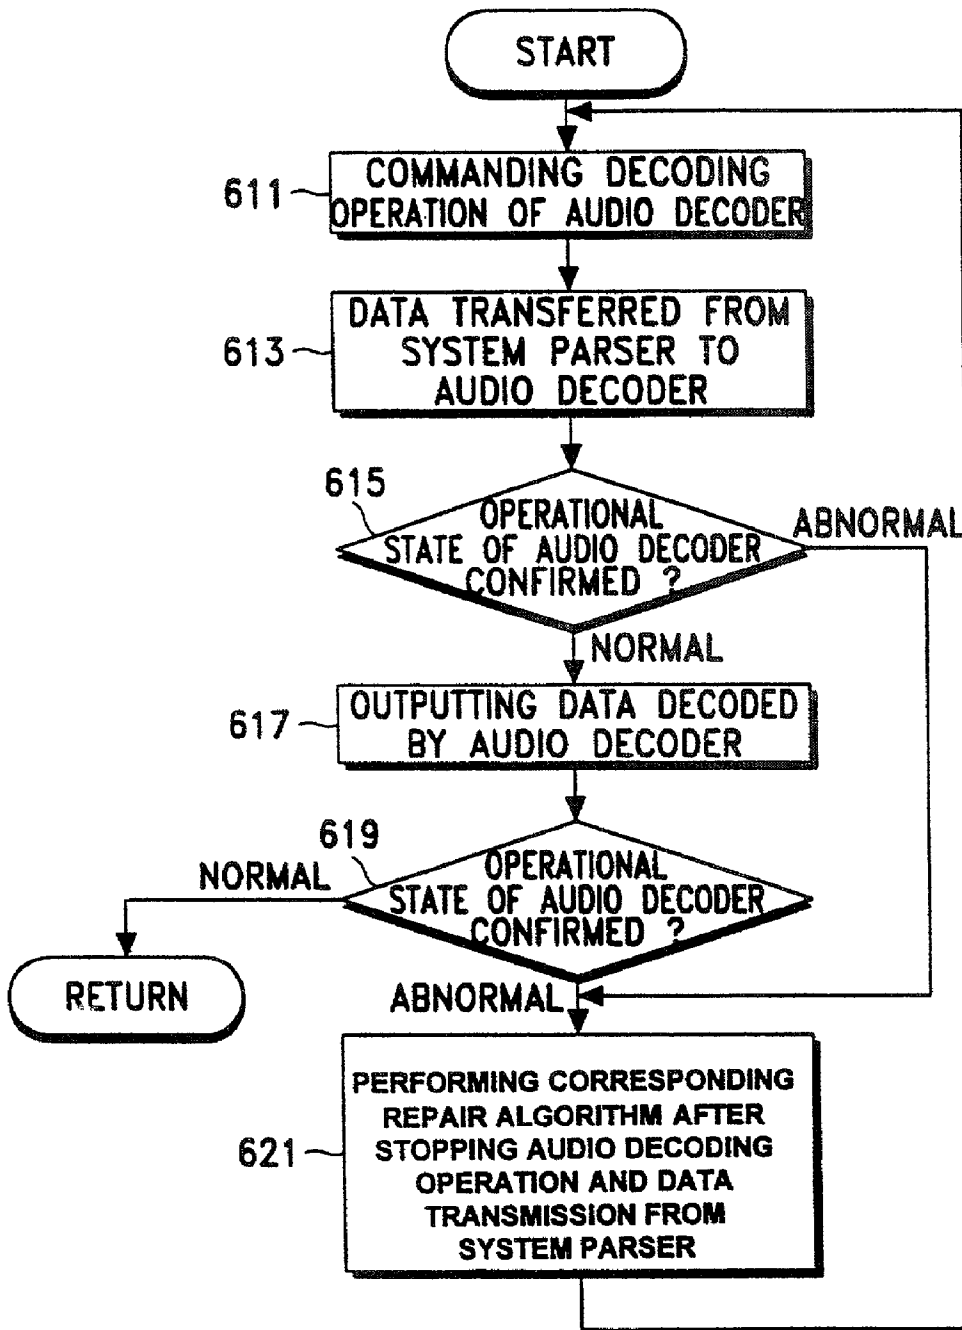 START
611
COMMANDING DECODING
OPERATION OF AUDIO DECODER
613
DATA TRANSFERRED FROM
SYSTEM PARSER TO
AUDIO DECODER
615
OPERATIONAL
STATE OF AUDIO DECODER
CONFIRMED ?
ABNORMAL
NORMAL
617
OUTPUTTING DATA DECODED
BY AUDIO DECODER
619
OPERATIONAL
STATE OF AUDIO DECODER
CONFIRMED ?
NORMAL
RETURN
ABNORMAL
621
PERFORMING CORRESPONDING
REPAIR ALGORITHM AFTER
STOPPING AUDIO DECODING
OPERATION AND DATA
TRANSMISSION FROM
SYSTEM PARSER